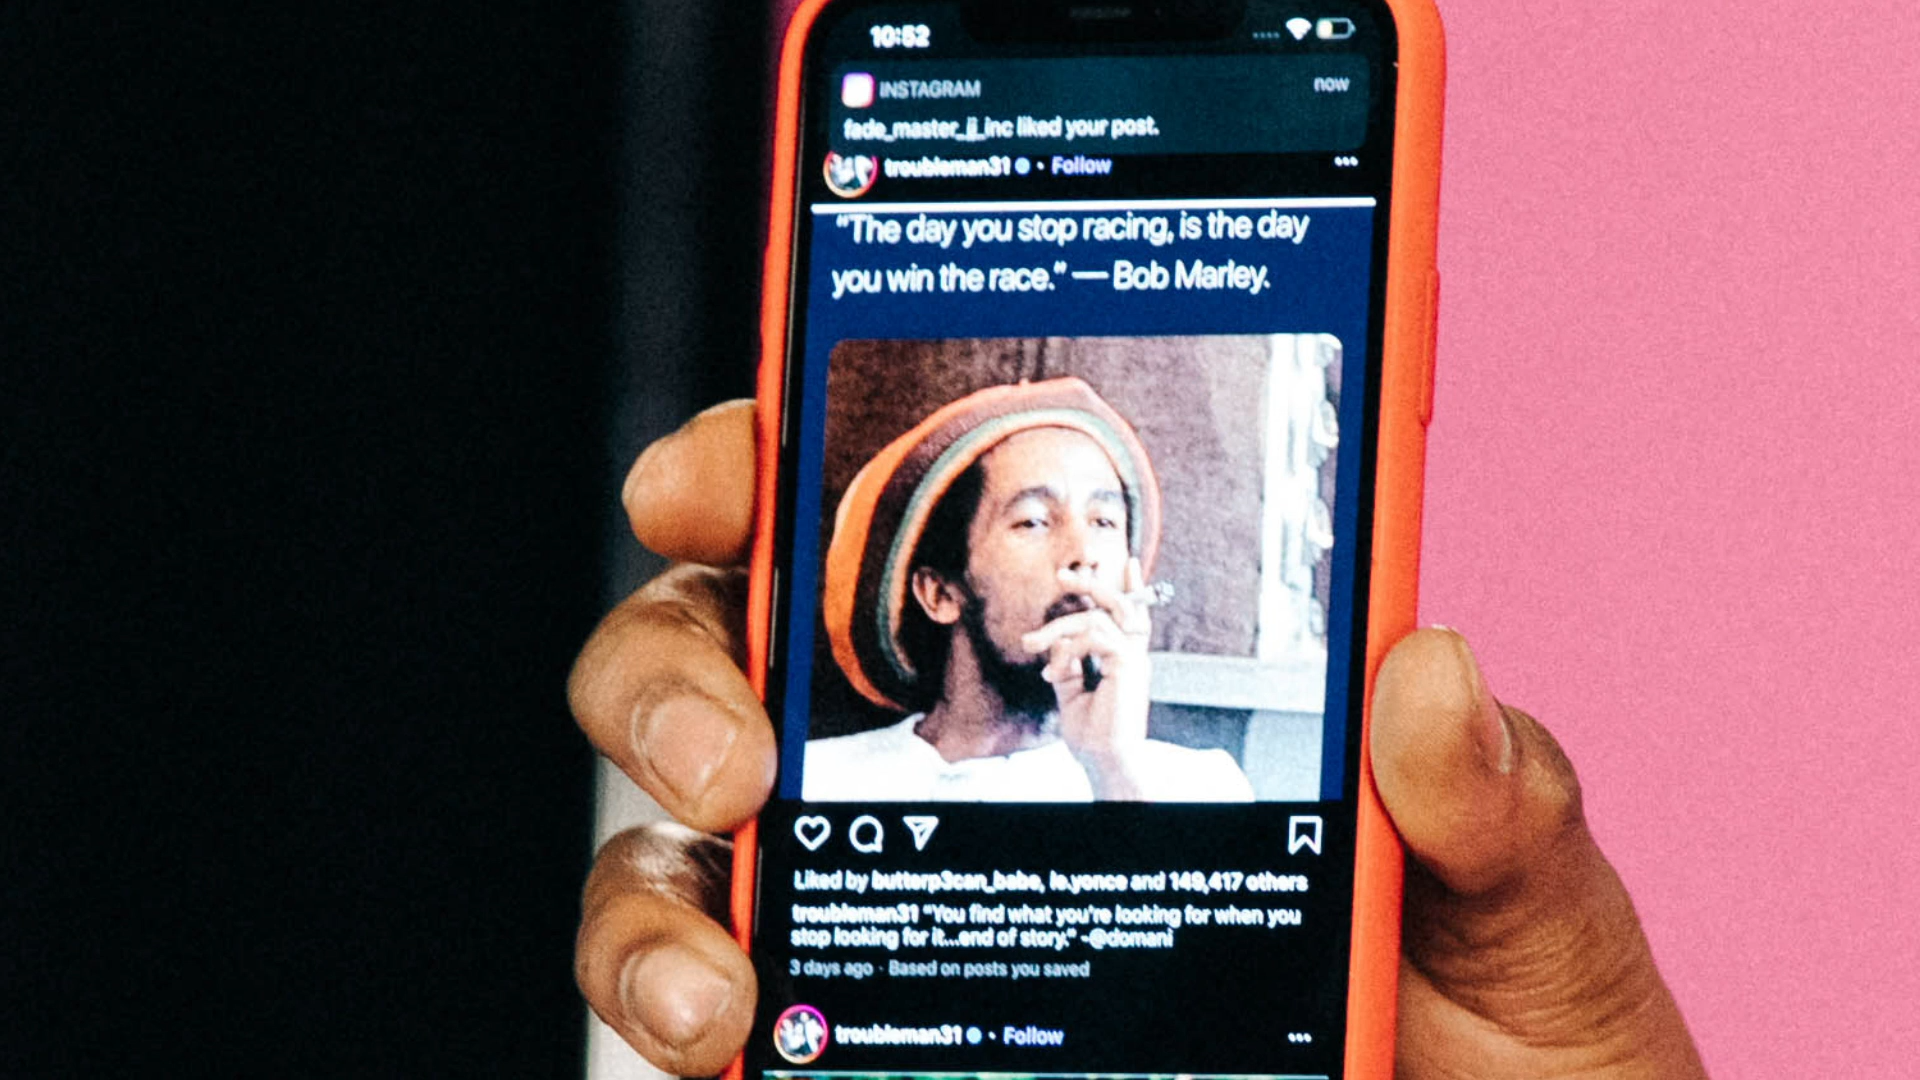 10:52
INSTAGRAM now
fade_master_jj_inc liked your post.
troubleman31 • Follow
“The day you stop racing, is the day
you win the race.” — Bob Marley.
Liked by butterp3can_babe, le.yonce and 149,417 others
troubleman31 “You find what you're looking for when you
stop looking for it...end of story.” -@domani
3 days ago · Based on posts you saved
troubleman31 • Follow